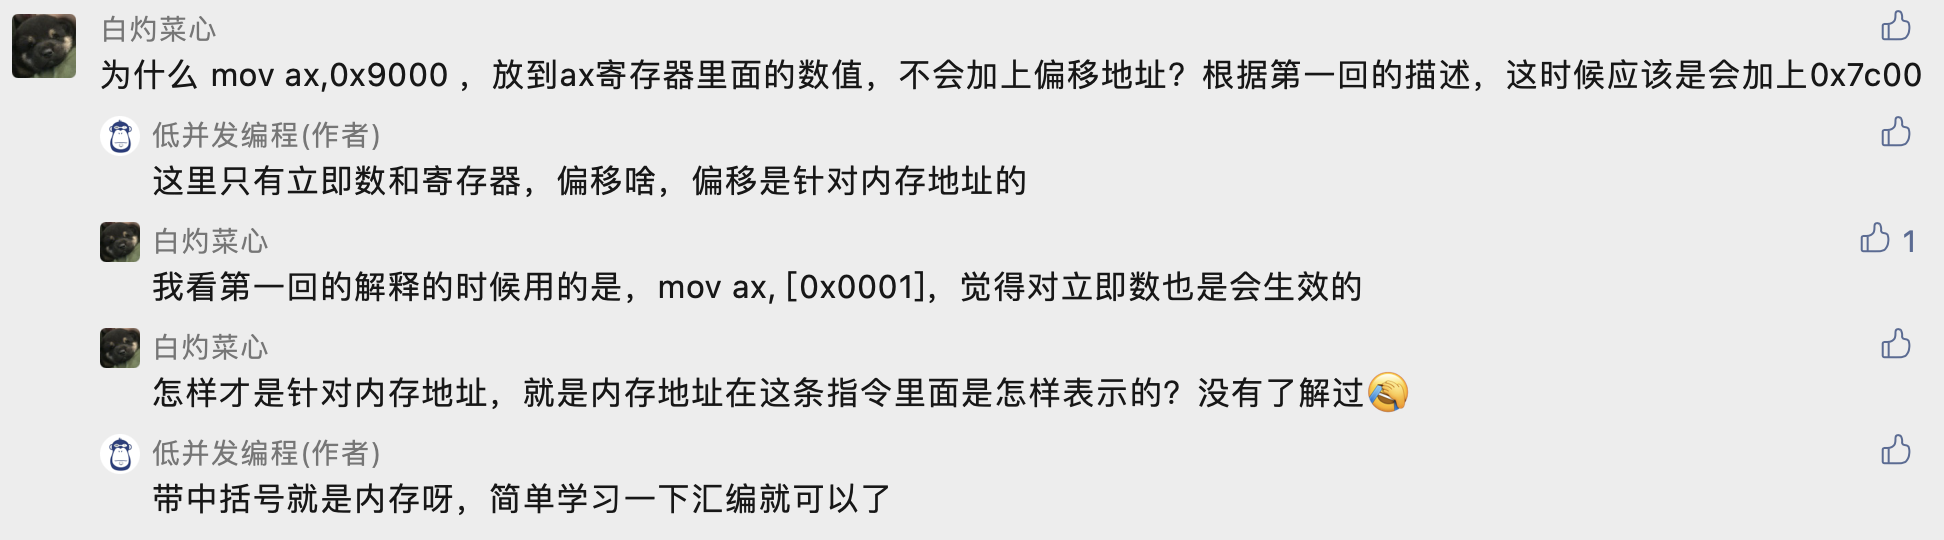 白灼菜心
为什么 mov ax,0x9000 ，放到ax寄存器里面的数值，不会加上偏移地址？根据第一回的描述，这时候应该是会加上0x7c00
低并发编程(作者)
这里只有立即数和寄存器，偏移啥，偏移是针对内存地址的
白灼菜心
1
我看第一回的解释的时候用的是，mov ax, [0x0001]，觉得对立即数也是会生效的
白灼菜心
怎样才是针对内存地址，就是内存地址在这条指令里面是怎样表示的？没有了解过🤦
低并发编程(作者)
带中括号就是内存呀，简单学习一下汇编就可以了